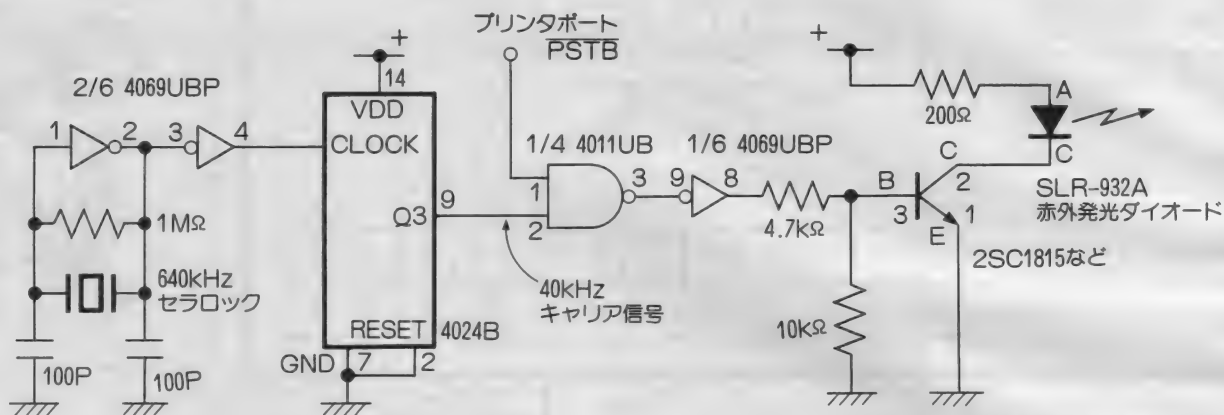 プリンタポート
PSTB
+
14
VDD
CLOCK
9
Q3
RESET
4024B
GND
7
2
2/6 4069UBP
1
2
3
4
1MΩ
640kHz
セラロック
100P
100P
1/4 4011UB
1
2
3
40kHz
キャリア信号
1/6 4069UBP
9
8
4.7kΩ
10kΩ
+
200Ω
A
C
SLR-932A
赤外発光ダイオード
B
3
C
2
E
1
2SC1815など